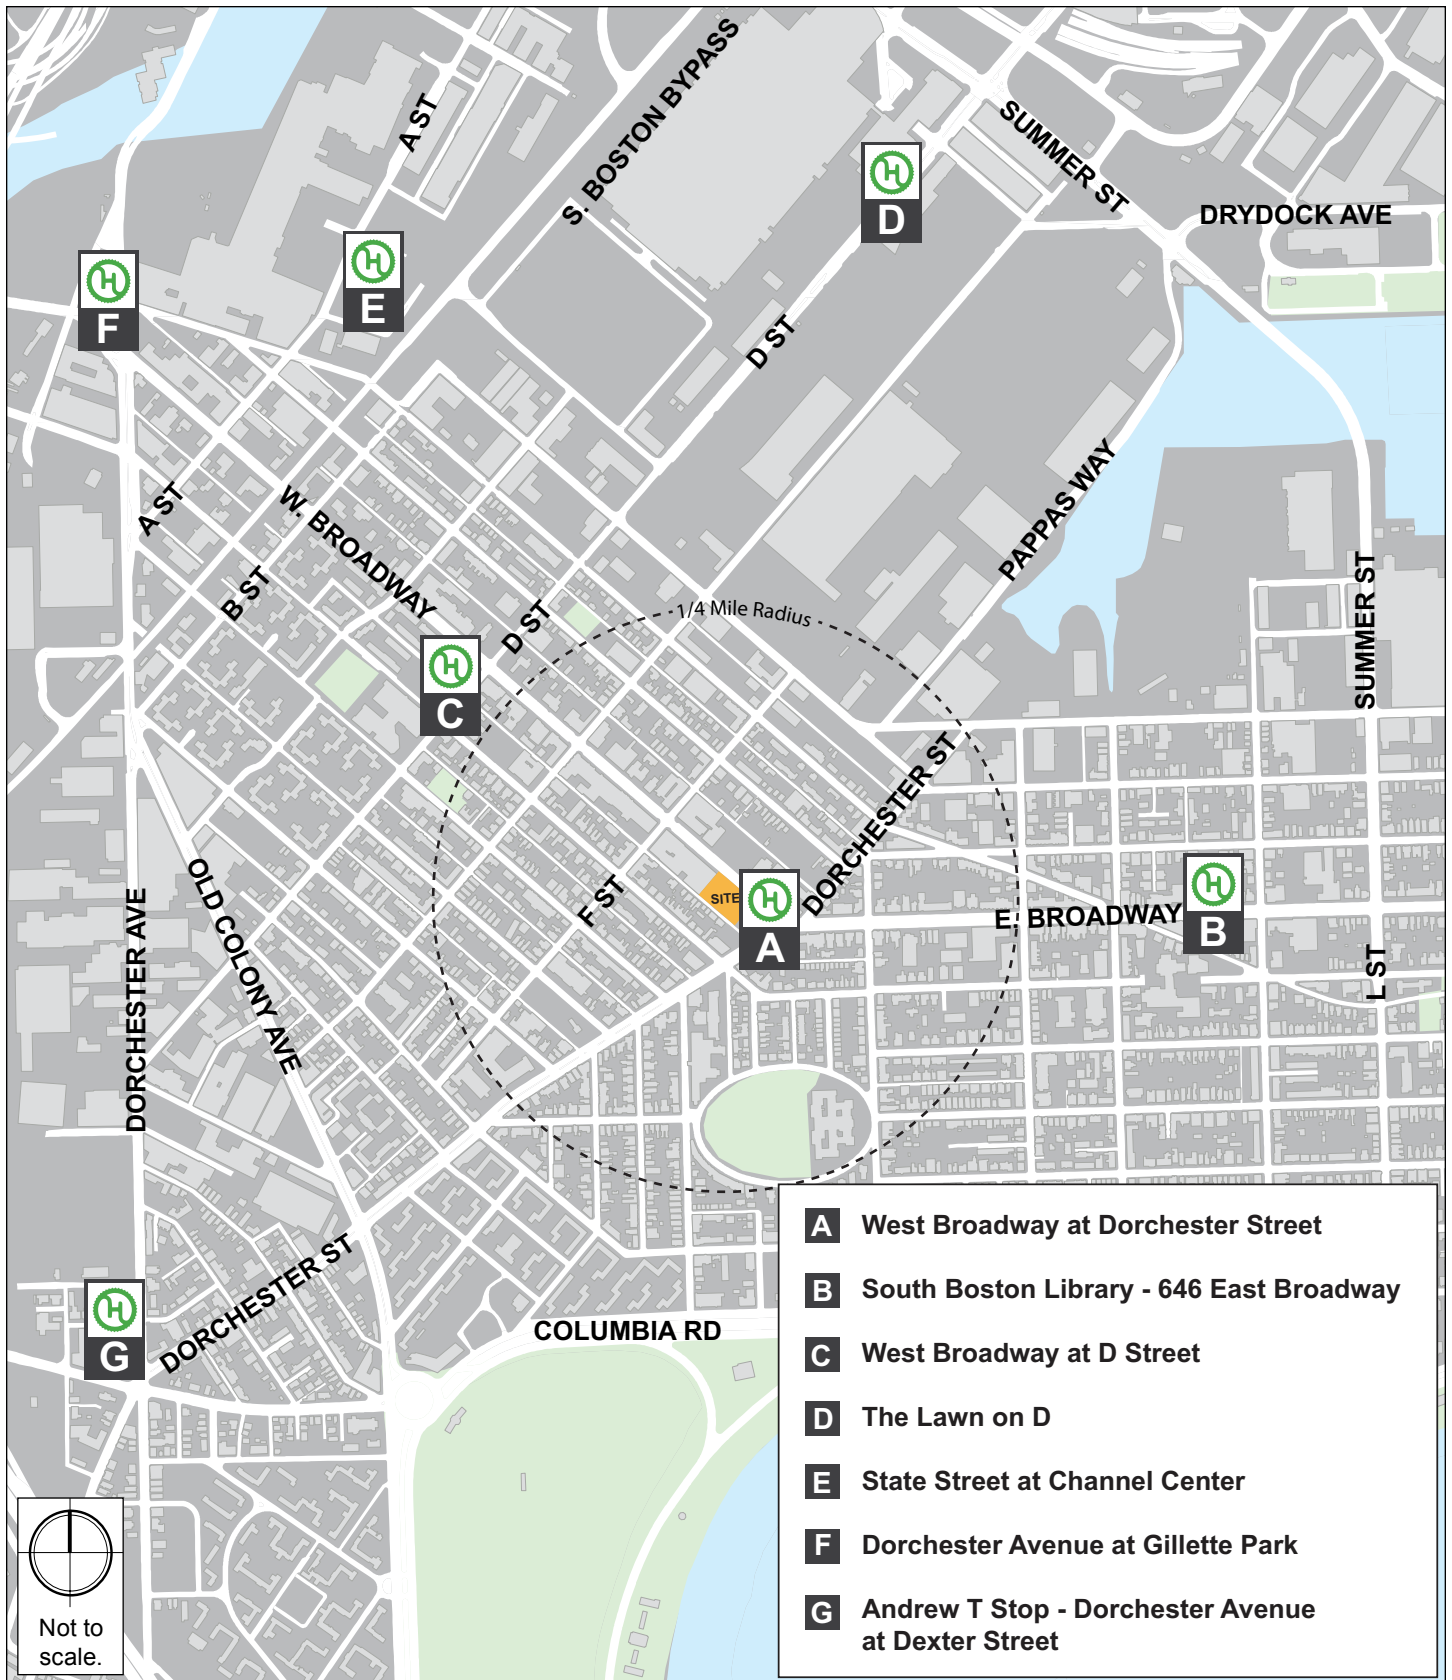 S. BOSTON BYPASS
A ST
SUMMER ST
DRYDOCK AVE
H
D
H
E
H
F
D ST
PAPPAS WAY
A ST
W. BROADWAY
B ST
D ST
SUMMER ST
1/4 Mile Radius
H
C
DORCHESTER ST
OLD COLONY AVE
DORCHESTER AVE
F ST
SITE
H
A
E. BROADWAY
H
B
L ST
DORCHESTER ST
H
G
COLUMBIA RD
A West Broadway at Dorchester Street
B South Boston Library - 646 East Broadway
C West Broadway at D Street
D The Lawn on D
E State Street at Channel Center
F Dorchester Avenue at Gillette Park
G Andrew T Stop - Dorchester Avenue
at Dexter Street
Not to
scale.